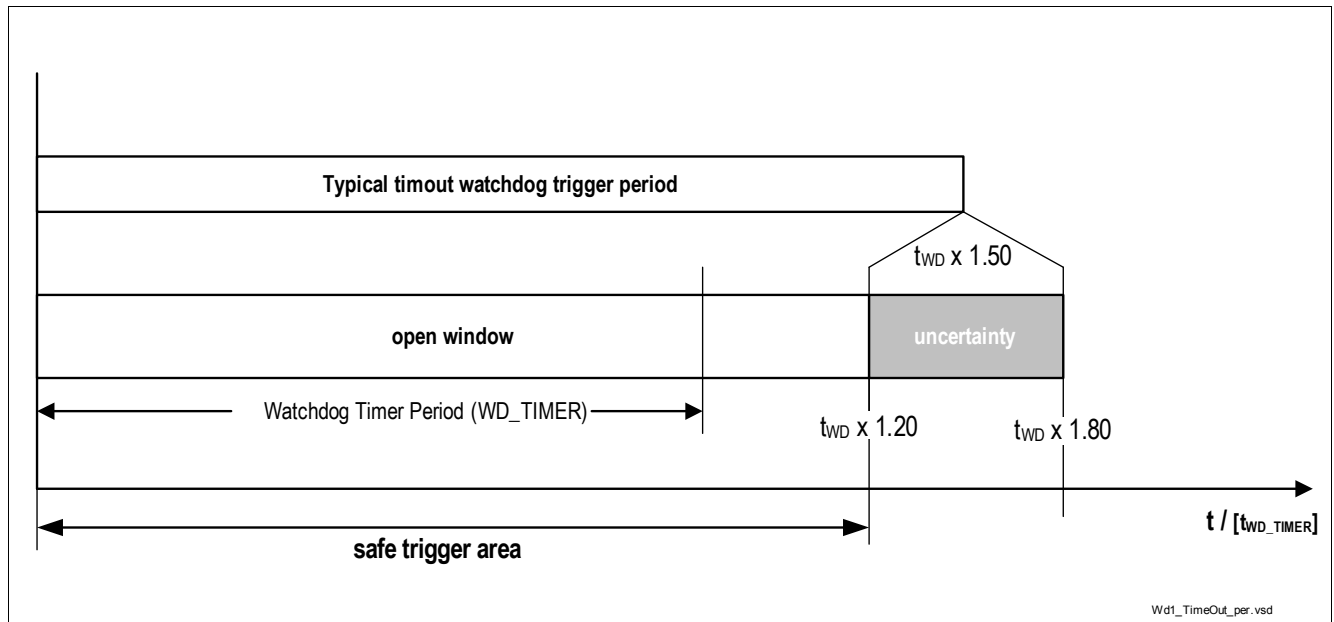 Typical timout watchdog trigger period
tWD x 1.50
open window
uncertainty
Watchdog Timer Period (WD_TIMER)
tWD x 1.20
tWD x 1.80
t / [tWD_TIMER]
safe trigger area
Wd1_TimeOut_per.vsd